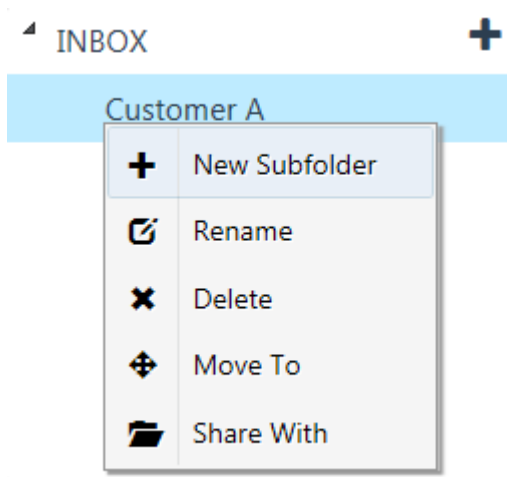 INBOX
Customer A
New Subfolder
Rename
Delete
Move To
Share With